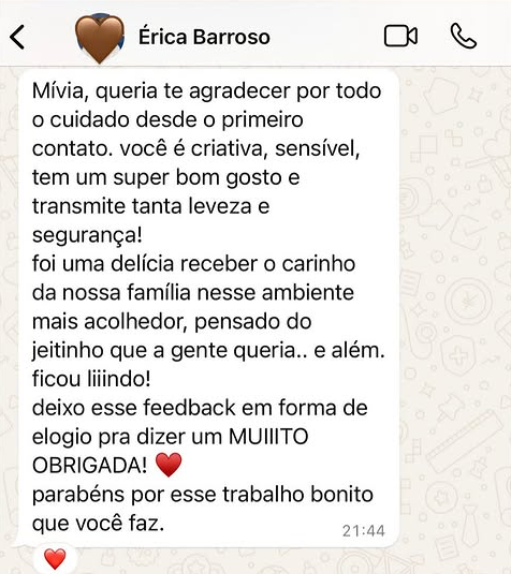 Érica Barroso
Mívia, queria te agradecer por todo
o cuidado desde o primeiro
contato. você é criativa, sensível,
tem um super bom gosto e
transmite tanta leveza e
segurança!
foi uma delícia receber o carinho
da nossa família nesse ambiente
mais acolhedor, pensado do
jeitinho que a gente queria.. e além.
ficou liiindo!
deixo esse feedback em forma de
elogio pra dizer um MUIIITO
OBRIGADA! ♥️
parabéns por esse trabalho bonito
que você faz.
21:44